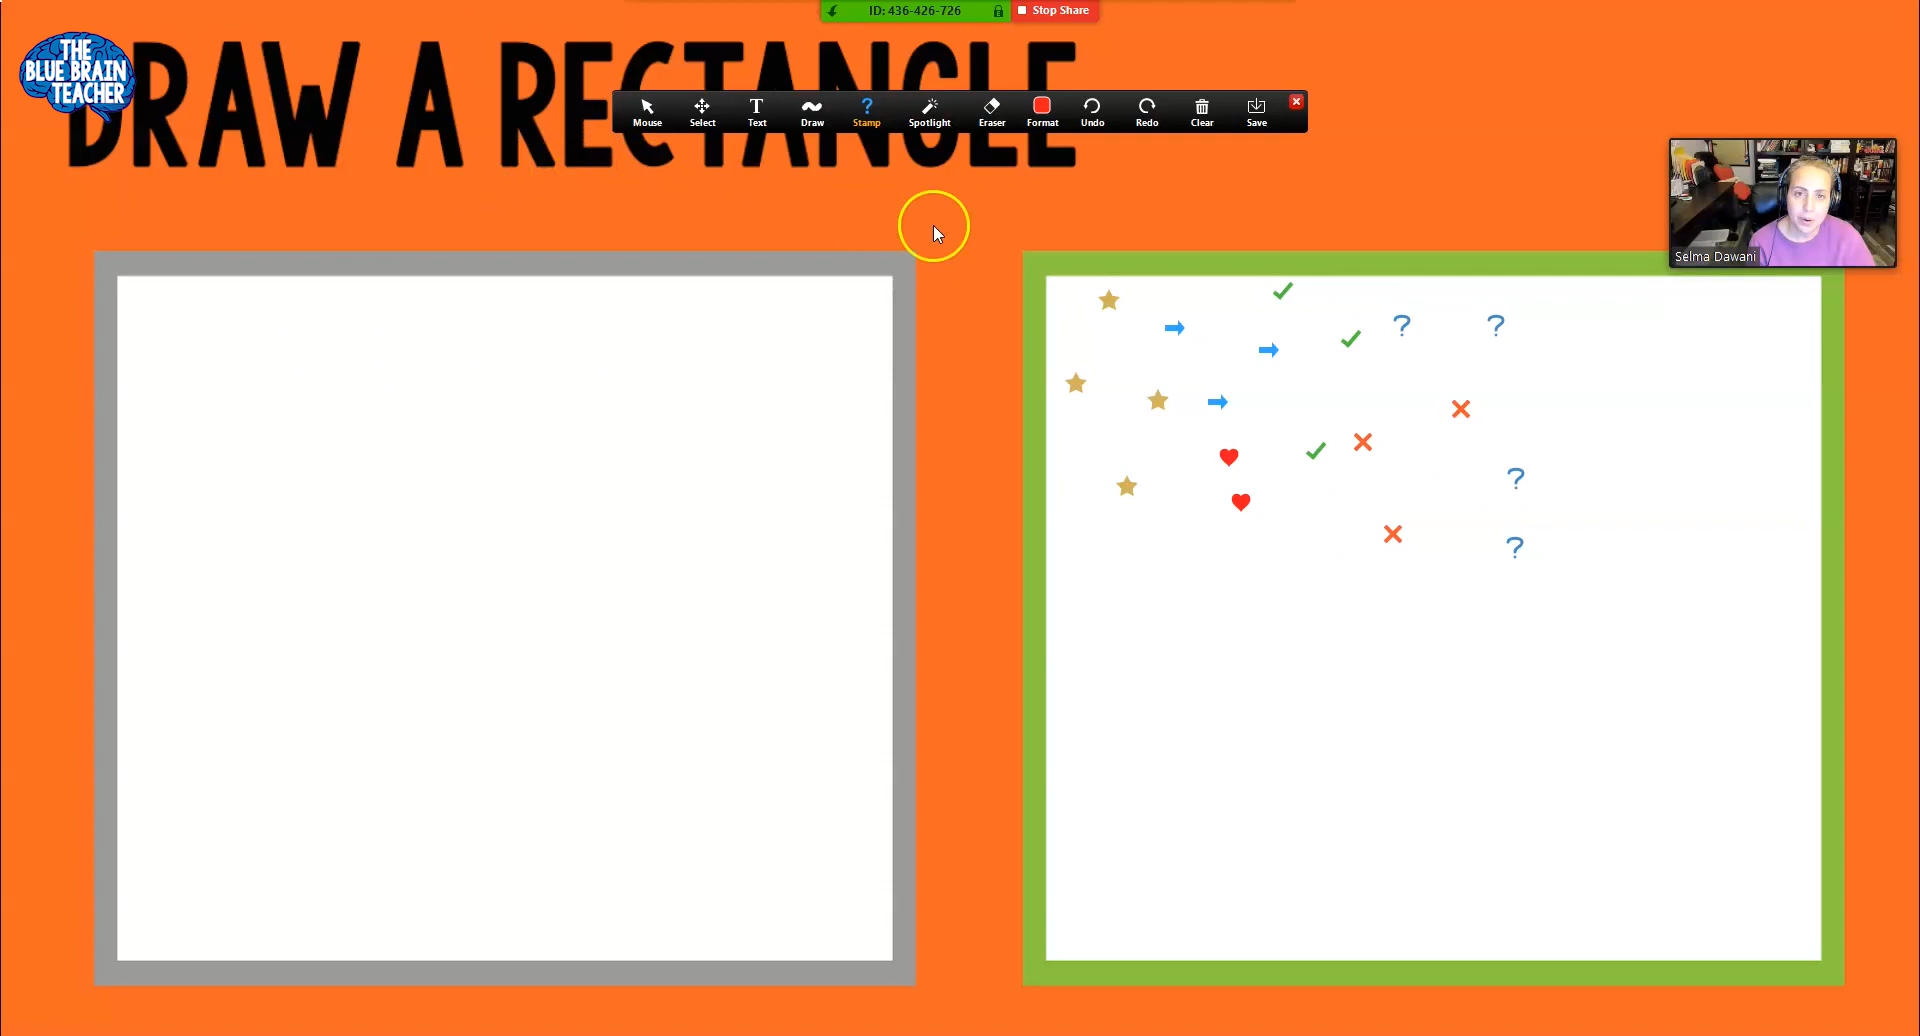 ID: 436-426-726
Stop Share
THE
BLUE BRAIN
TEACHER
DRAW A RECTANGLE
Mouse
Select
Text
Draw
Stamp
Spotlight
Eraser
Format
Undo
Redo
Clear
Save
Selma Dawani